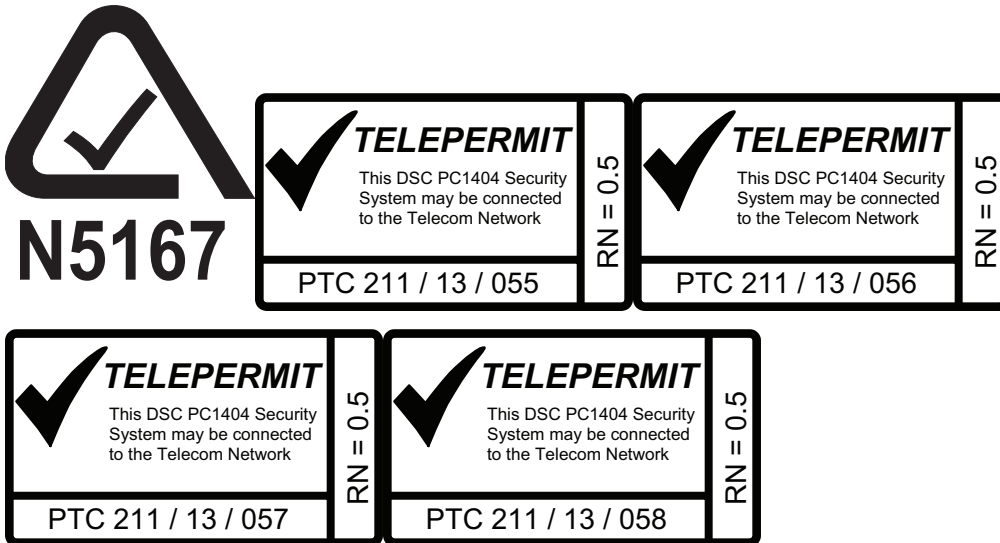 N5167
TELEPERMIT
This DSC PC1404 Security
System may be connected
to the Telecom Network
RN = 0.5
PTC 211 / 13 / 055
TELEPERMIT
This DSC PC1404 Security
System may be connected
to the Telecom Network
RN = 0.5
PTC 211 / 13 / 056
TELEPERMIT
This DSC PC1404 Security
System may be connected
to the Telecom Network
RN = 0.5
PTC 211 / 13 / 057
TELEPERMIT
This DSC PC1404 Security
System may be connected
to the Telecom Network
RN = 0.5
PTC 211 / 13 / 058